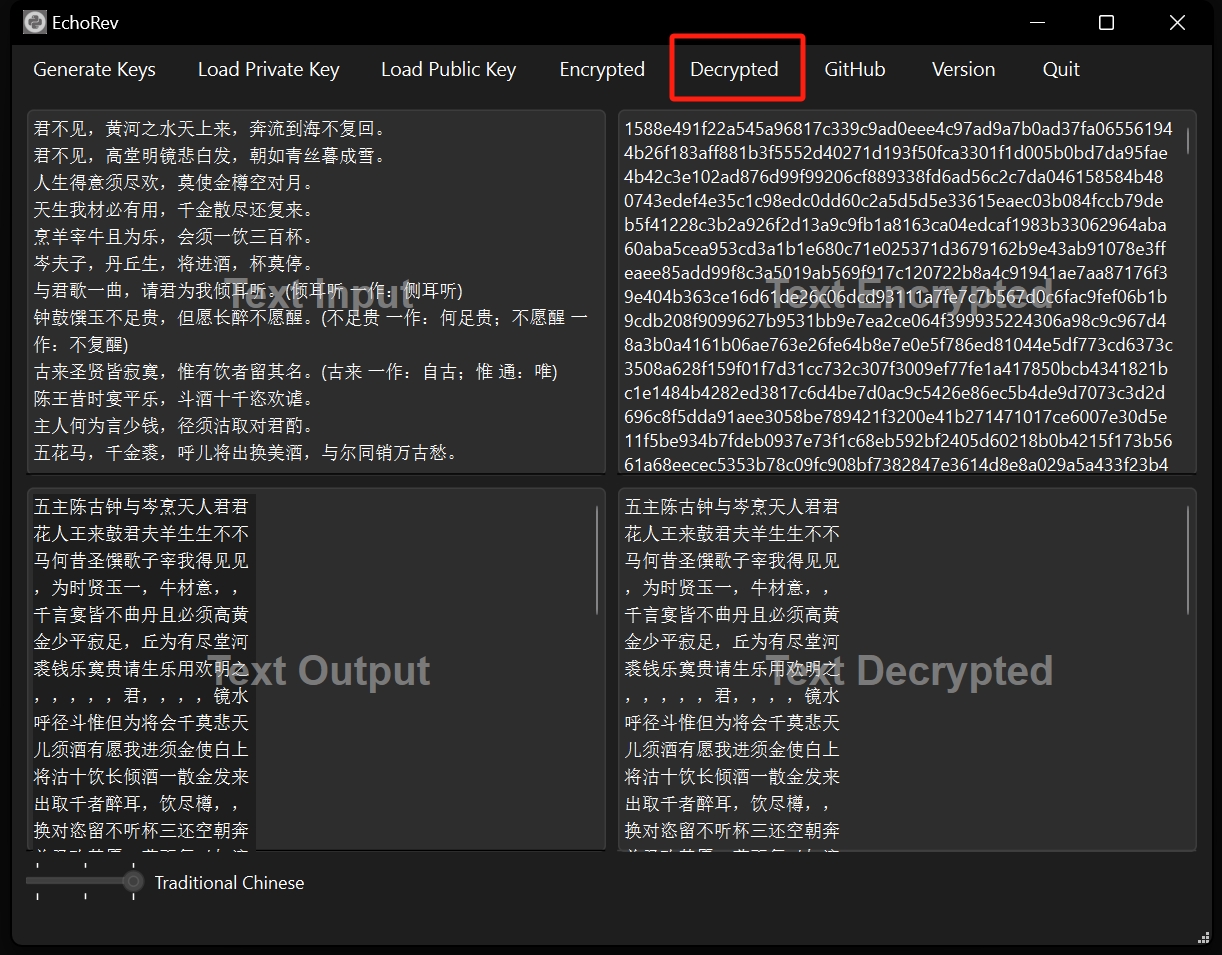 EchoRev
Generate Keys Load Private Key Load Public Key Encrypted Decrypted GitHub Version Quit
君不见，黄河之水天上来，奔流到海不复回。
君不见，高堂明镜悲白发，朝如青丝暮成雪。
人生得意须尽欢，莫使金樽空对月。
天生我材必有用，千金散尽还复来。
烹羊宰牛且为乐，会须一饮三百杯。
岑夫子，丹丘生，将进酒，杯莫停。
与君歌一曲，请君为我倾耳听。(倾耳听 一作：侧耳听)
钟鼓馔玉不足贵，但愿长醉不愿醒。(不足贵 一作：何足贵；不愿醒 一
作：不复醒)
古来圣贤皆寂寞，惟有饮者留其名。(古来 一作：自古；惟 通：唯)
陈王昔时宴平乐，斗酒十千恣欢谑。
主人何为言少钱，径须沽取对君酌。
五花马，千金裘，呼儿将出换美酒，与尔同销万古愁。
Text Input
1588e491f22a545a96817c339c9ad0eee4c97ad9a7b0ad37fa06556194
4b26f183aff881b3f5552d40271d193f50fca3301f1d005b0bd7da95fae
4b42c3e102ad876d99f99206cf889338fd6ad56c2c7da046158584b48
0743edef4e35c1c98edc0dd60c2a5d5d5e33615eaec03b084fccb79de
b5f41228c3b2a926f2d13a9c9fb1a8163ca04edcaf1983b33062964aba
60aba5cea953cd3a1b1e680c71e025371d3679162b9e43ab91078e3ff
eaee85add99f8c3a5019ab569f917c120722b8a4c91941ae7aa87176f3
9e404b363ce16d61de26c06dcd93111a7fe7c7b567d0c6fac9fef06b1b
9cdb208f9099627b9531bb9e7ea2ce064f399935224306a98c9c967d4
8a3b0a4161b06ae763e26fe64b8e7e0e5f786ed81044e5df773cd6373c
3508a628f159f01f7d31cc732c307f3009ef77fe1a417850bcb4341821b
c1e1484b4282ed3817c6d4be7d0ac9c5426e86ec5b4de9d7073c3d2d
696c8f5dda91aee3058be789421f3200e41b271471017ce6007e30d5e
11f5be934b7fdeb0937e73f1c68eb592bf2405d60218b0b4215f173b56
61a68eecec5353b78c09fc908bf7382847e3614d8e8a029a5a433f23b4
Text Encrypted
五主陈古钟与岑烹天人君君
花人王来鼓君夫羊生生不不
马何昔圣馔歌子宰我得见见
，为时贤玉一，牛材意，，
千言宴皆不曲丹且必须高黄
金少平寂足，丘为有尽堂河
裘钱乐寞贵请生乐用欢明之
，，，，，君，，，，镜水
呼径斗惟但为将会千莫悲天
儿须酒有愿我进须金使白上
将沽十饮长倾酒一散金发来
出取千者醉耳，饮尽樽，，
换对恣留不听杯三还空朝奔
Text Output
五主陈古钟与岑烹天人君君
花人王来鼓君夫羊生生不不
马何昔圣馔歌子宰我得见见
，为时贤玉一，牛材意，，
千言宴皆不曲丹且必须高黄
金少平寂足，丘为有尽堂河
裘钱乐寞贵请生乐用欢明之
，，，，，君，，，，镜水
呼径斗惟但为将会千莫悲天
儿须酒有愿我进须金使白上
将沽十饮长倾酒一散金发来
出取千者醉耳，饮尽樽，，
换对恣留不听杯三还空朝奔
Text Decrypted
Traditional Chinese